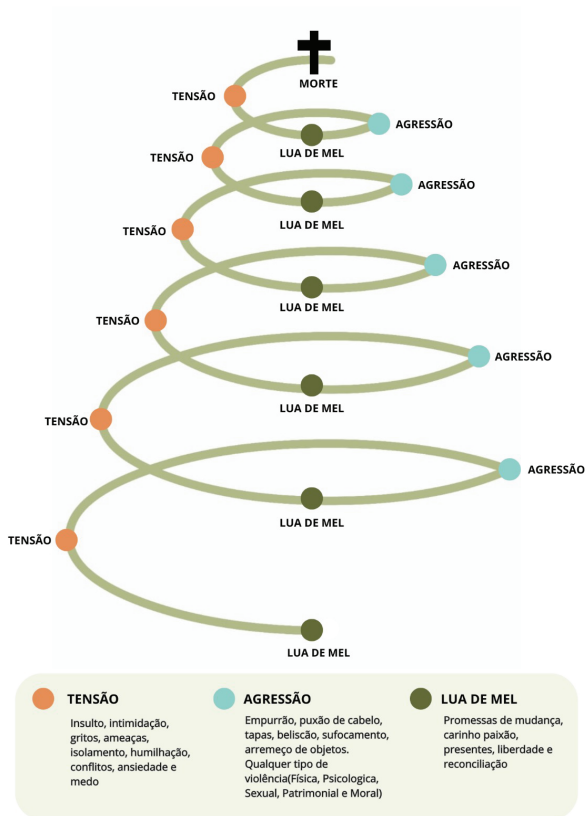 MORTE
TENSÃO
AGRESSÃO
LUA DE MEL
TENSÃO
AGRESSÃO
LUA DE MEL
TENSÃO
AGRESSÃO
LUA DE MEL
TENSÃO
AGRESSÃO
LUA DE MEL
TENSÃO
AGRESSÃO
LUA DE MEL
TENSÃO
LUA DE MEL
TENSÃO
Insulto, intimidação,
gritos, ameaças,
isolamento, humilhação,
conflitos, ansiedade e
medo
AGRESSÃO
Empurrão, puxão de cabelo,
tapas, beliscão, sufocamento,
arremeço de objetos.
Qualquer tipo de
violência(Física, Psicologica,
Sexual, Patrimonial e Moral)
LUA DE MEL
Promessas de mudança,
carinho paixão,
presentes, liberdade e
reconciliação